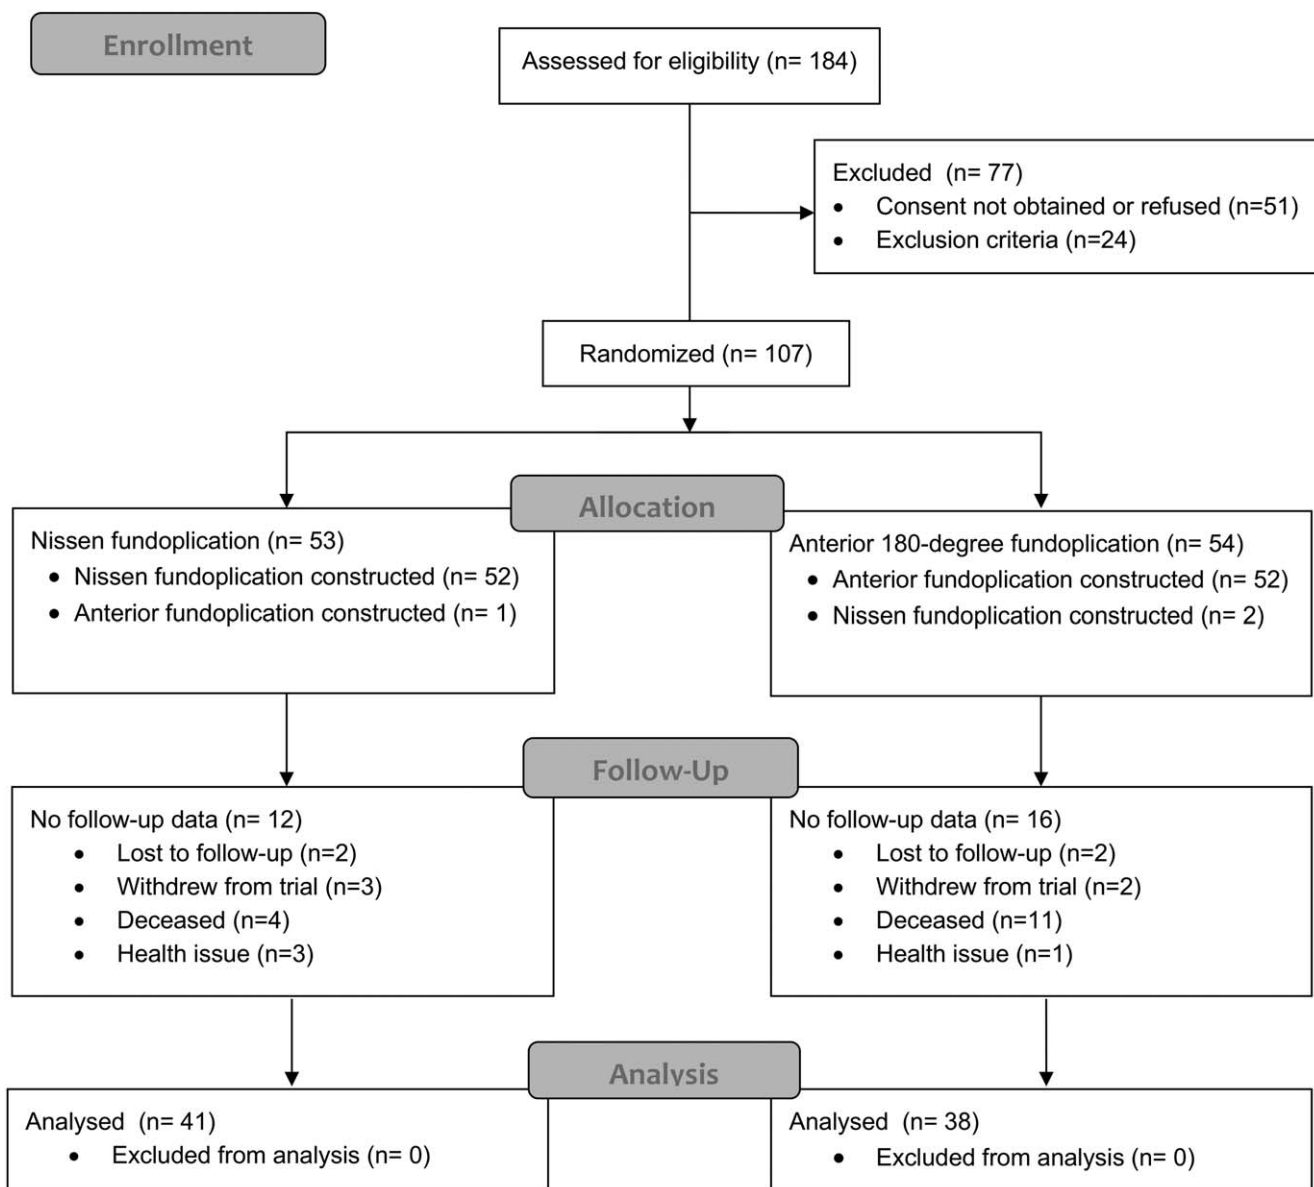 Enrollment
Assessed for eligibility (n= 184)
Excluded  (n= 77)
• Consent not obtained or refused (n=51)
• Exclusion criteria (n=24)
Randomized (n= 107)
Allocation
Nissen fundoplication (n= 53)
• Nissen fundoplication constructed (n= 52)
• Anterior fundoplication constructed (n= 1)
Anterior 180-degree fundoplication (n= 54)
• Anterior fundoplication constructed (n= 52)
• Nissen fundoplication constructed (n= 2)
Follow-Up
No follow-up data (n= 12)
• Lost to follow-up (n=2)
• Withdrew from trial (n=3)
• Deceased (n=4)
• Health issue (n=3)
No follow-up data (n= 16)
• Lost to follow-up (n=2)
• Withdrew from trial (n=2)
• Deceased (n=11)
• Health issue (n=1)
Analysis
Analysed  (n= 41)
• Excluded from analysis (n= 0)
Analysed  (n= 38)
• Excluded from analysis (n= 0)